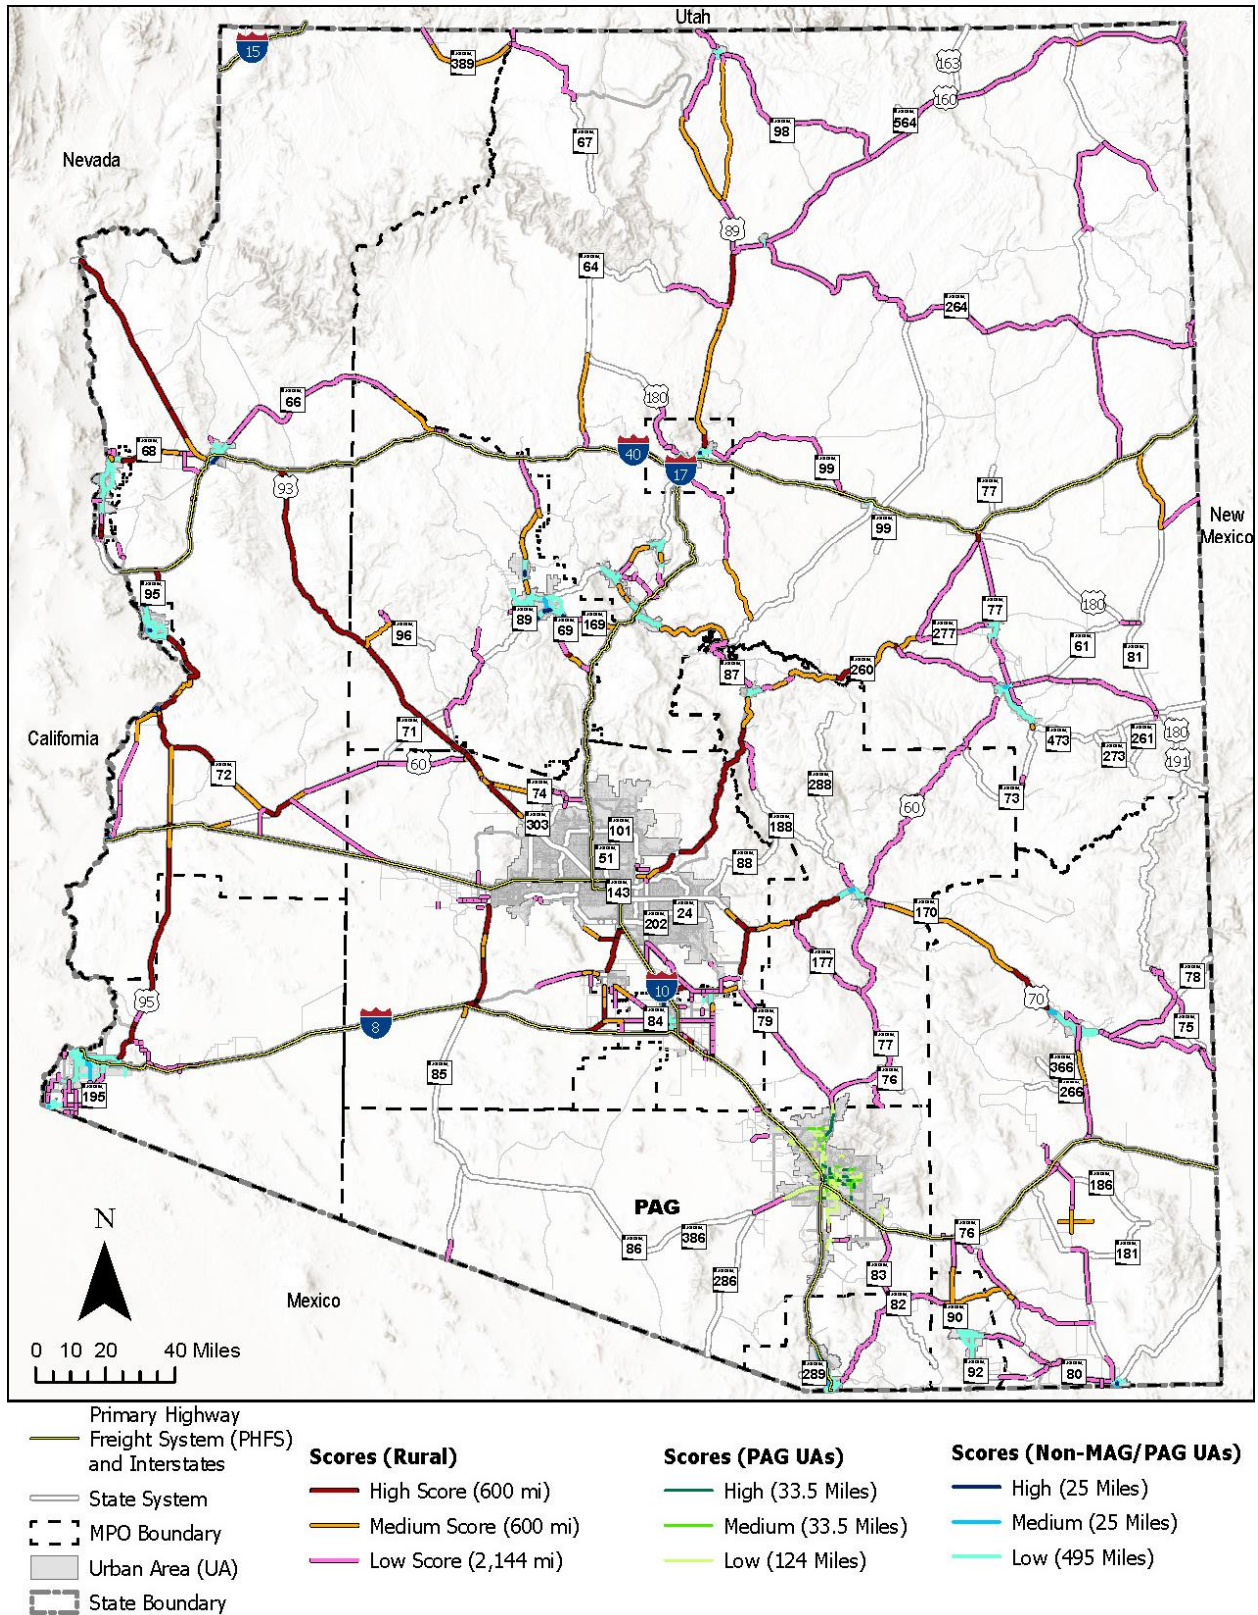 Utah
15
389
163
160
564
98
67
Nevada
89
64
264
66
180
68
40
17
99
93
77
99
New
Mexico
95
180
89
69
169
96
277
77
61
81
87
260
California
71
60
72
74
303
288
473
261
273
180
191
73
60
101
188
51
88
143
24
202
170
177
78
95
10
70
8
84
79
75
77
85
366
266
76
195
186
PAG
386
86
76
181
286
83
82
90
N
Mexico
289
92
80
0 10 20 40 Miles
Primary Highway
Freight System (PHFS)
and Interstates
State System
MPO Boundary
Urban Area (UA)
State Boundary
Scores (Rural)
High Score (600 mi)
Medium Score (600 mi)
Low Score (2,144 mi)
Scores (PAG UAs)
High (33.5 Miles)
Medium (33.5 Miles)
Low (124 Miles)
Scores (Non-MAG/PAG UAs)
High (25 Miles)
Medium (25 Miles)
Low (495 Miles)